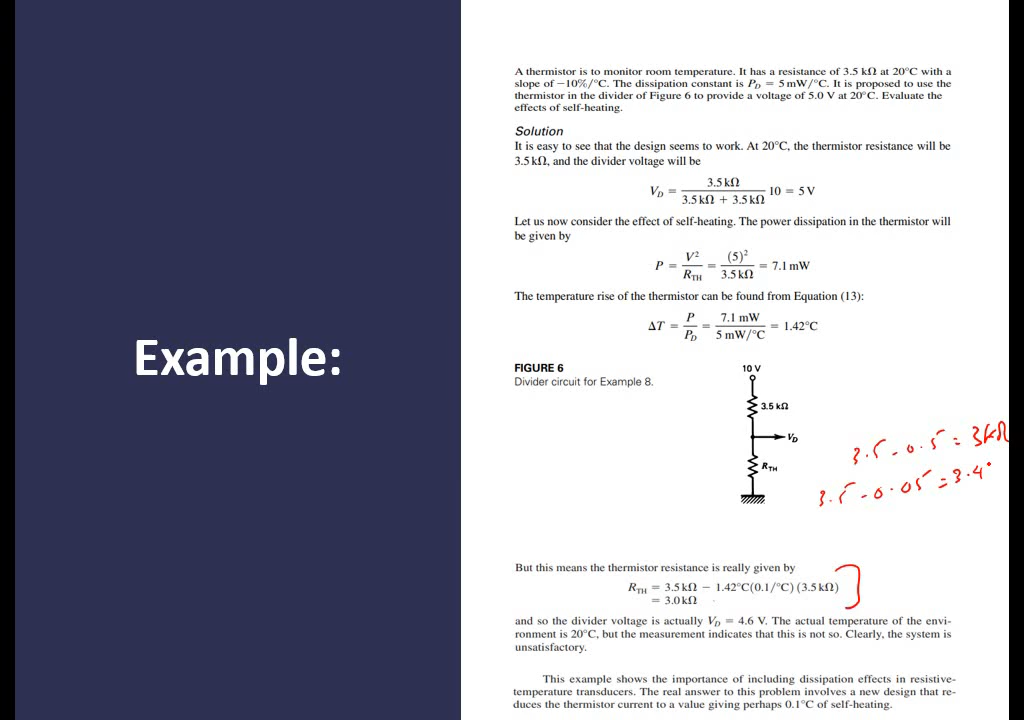 Example:
A thermistor is to monitor room temperature. It has a resistance of 3.5 kΩ at 20°C with a
slope of −10%/°C. The dissipation constant is P_D = 5 mW/°C. It is proposed to use the
thermistor in the divider of Figure 6 to provide a voltage of 5.0 V at 20°C. Evaluate the
effects of self-heating.
Solution
It is easy to see that the design seems to work. At 20°C, the thermistor resistance will be
3.5 kΩ, and the divider voltage will be
V_D = 3.5 kΩ / (3.5 kΩ + 3.5 kΩ) 10 = 5 V
Let us now consider the effect of self-heating. The power dissipation in the thermistor will
be given by
P = V² / R_TH = (5)² / 3.5 kΩ = 7.1 mW
The temperature rise of the thermistor can be found from Equation (13):
ΔT = P / P_D = 7.1 mW / 5 mW/°C = 1.42°C
FIGURE 6
Divider circuit for Example 8.
10 V
3.5 kΩ
V_D
R_TH
3.5 - 0.5 = 3kΩ
3.5 - 0.05 = 3.4
But this means the thermistor resistance is really given by
R_TH = 3.5 kΩ − 1.42°C(0.1/°C) (3.5 kΩ)
= 3.0 kΩ
and so the divider voltage is actually V_D = 4.6 V. The actual temperature of the envi-
ronment is 20°C, but the measurement indicates that this is not so. Clearly, the system is
unsatisfactory.
This example shows the importance of including dissipation effects in resistive-
temperature transducers. The real answer to this problem involves a new design that re-
duces the thermistor current to a value giving perhaps 0.1°C of self-heating.